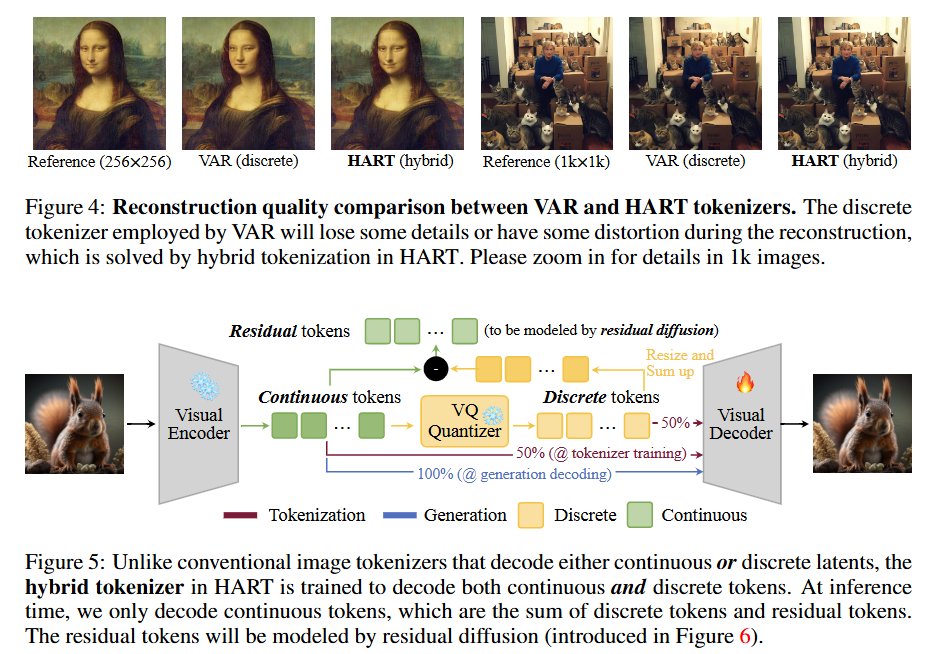 Reference (256×256) VAR (discrete) HART (hybrid) Reference (1k×1k) VAR (discrete) HART (hybrid)
Figure 4: Reconstruction quality comparison between VAR and HART tokenizers. The discrete
tokenizer employed by VAR will lose some details or have some distortion during the reconstruction,
which is solved by hybrid tokenization in HART. Please zoom in for details in 1k images.
Residual tokens ... (to be modeled by residual diffusion)
-
...
Resize and
Sum up
Continuous tokens
Discrete tokens
Visual
Encoder
...
VQ
Quantizer
...
50%
Visual
Decoder
50% (@ tokenizer training)
100% (@ generation decoding)
Tokenization Generation Discrete Continuous
Figure 5: Unlike conventional image tokenizers that decode either continuous or discrete latents, the
hybrid tokenizer in HART is trained to decode both continuous and discrete tokens. At inference
time, we only decode continuous tokens, which are the sum of discrete tokens and residual tokens.
The residual tokens will be modeled by residual diffusion (introduced in Figure 6).